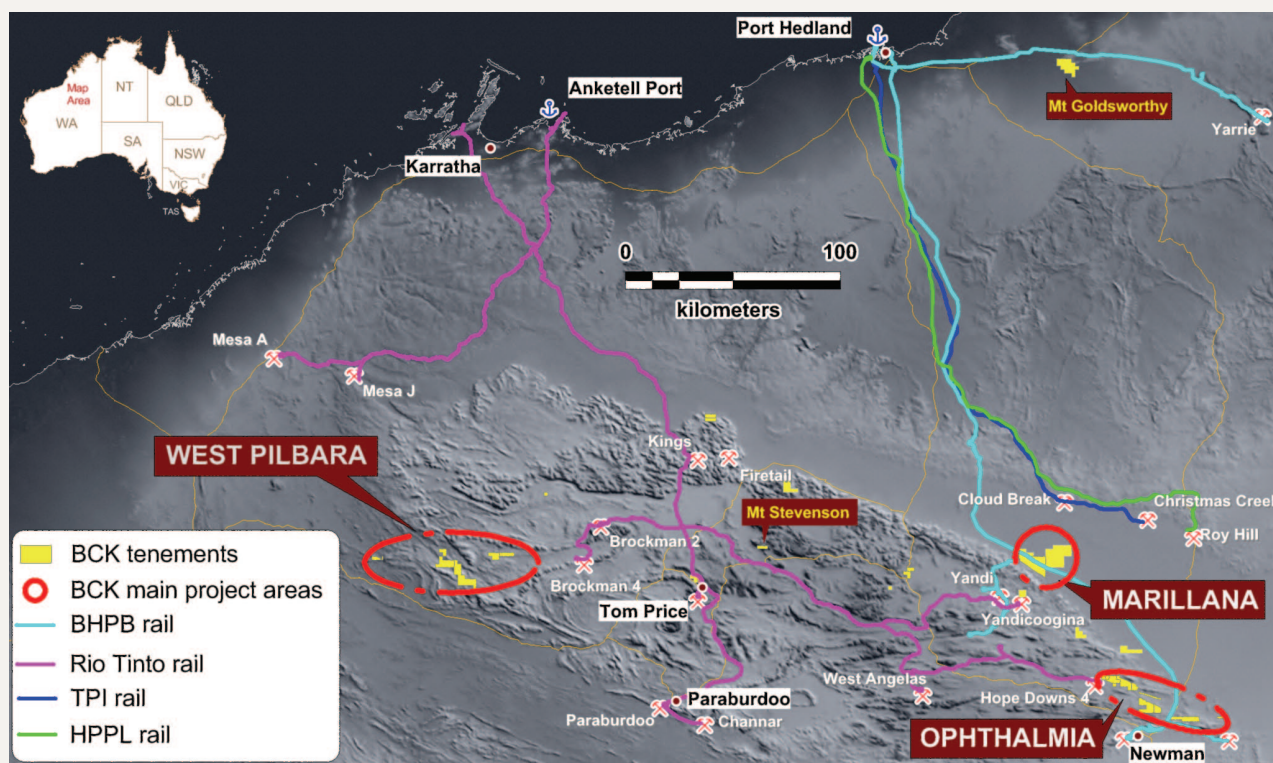 Map
Area
WA
NT
QLD
SA
NSW
VIC
TAS
Port Hedland
Anketell Port
Karratha
Mt Goldsworthy
Yarrie
0
100
kilometers
Mesa A
Mesa J
WEST PILBARA
Kings
Firetail
Mt Stevenson
Cloud Break
Christmas Creek
Roy Hill
Brockman 2
Brockman 4
Tom Price
Yandi
Yandicoogina
MARILLANA
West Angelas
Hope Downs 4
Paraburdoo
Paraburdoo
Channar
OPHTHALMIA
Newman
BCK tenements
BCK main project areas
BHPB rail
Rio Tinto rail
TPI rail
HPPL rail